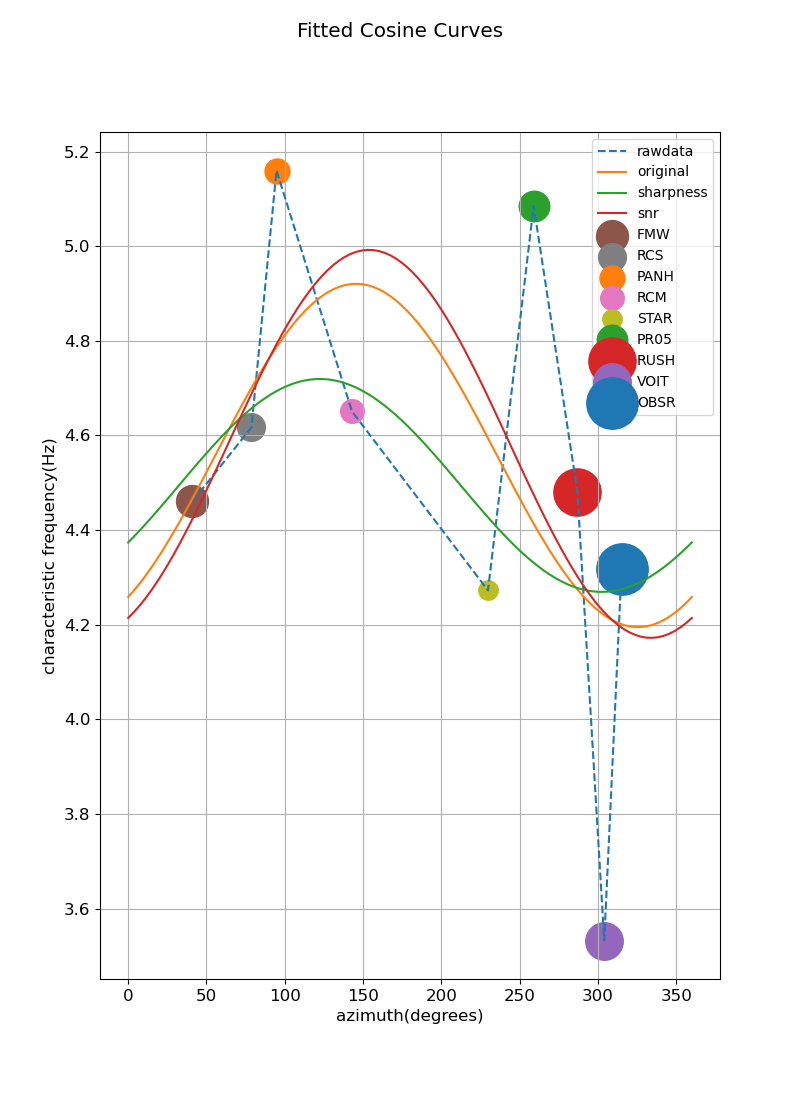 Fitted Cosine Curves
5.2
5.0
4.8
4.6
4.4
4.2
4.0
3.8
3.6
characteristic frequency(Hz)
rawdata
original
sharpness
snr
FMW
RCS
PANH
RCM
STAR
PR05
RUSH
VOIT
OBSR
0 50 100 150 200 250 300 350
azimuth(degrees)